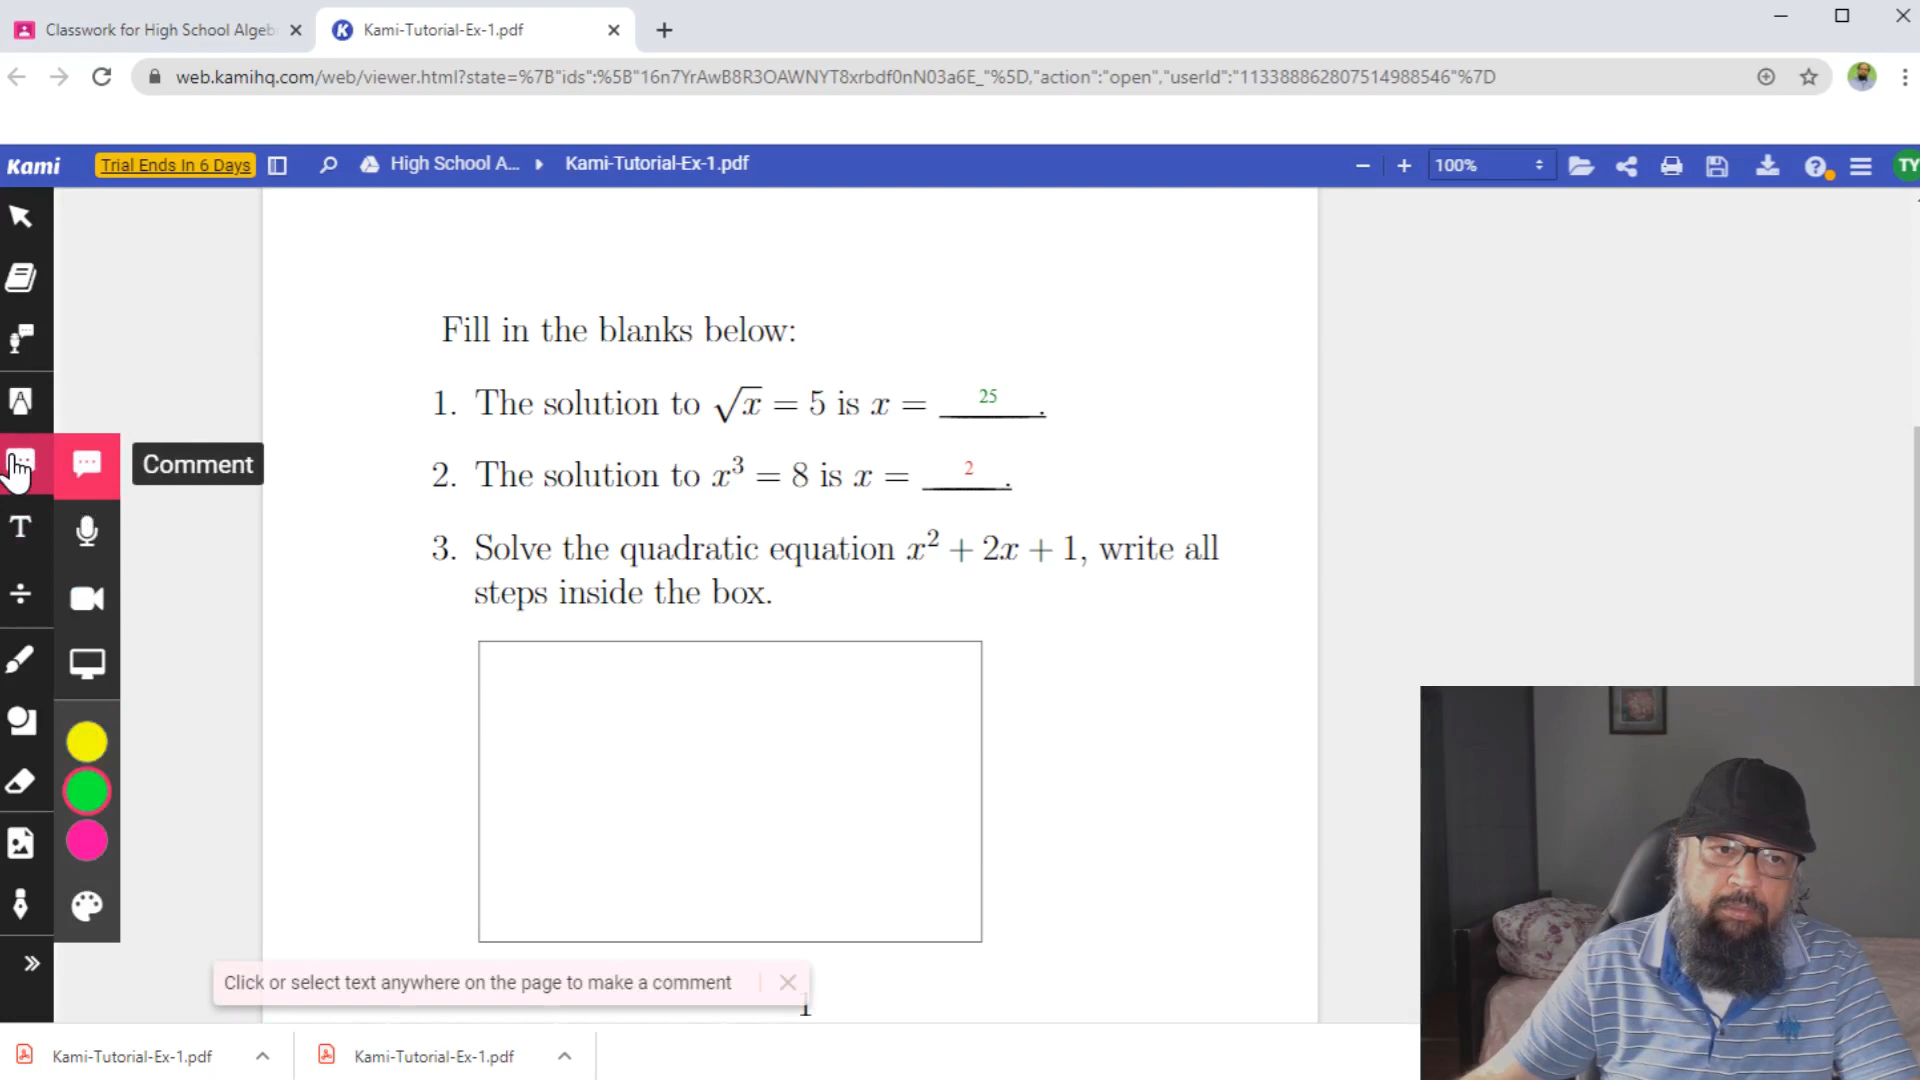 Classwork for High School Algeb
Kami-Tutorial-Ex-1.pdf
web.kamihq.com/web/viewer.html?state=%7B"ids":%5B"16n7YrAwB8R3OAWNYT8xrbdf0nN03a6E_"%5D,"action":"open","userId":"113388862807514988546"%7D
Kami
Trial Ends In 6 Days
High School A...
Kami-Tutorial-Ex-1.pdf
100%
TY
Fill in the blanks below:
1. The solution to √x = 5 is x = 25.
2. The solution to x³ = 8 is x = 2.
3. Solve the quadratic equation x² + 2x + 1, write all
steps inside the box.
Comment
T
Click or select text anywhere on the page to make a comment
1
Kami-Tutorial-Ex-1.pdf
Kami-Tutorial-Ex-1.pdf